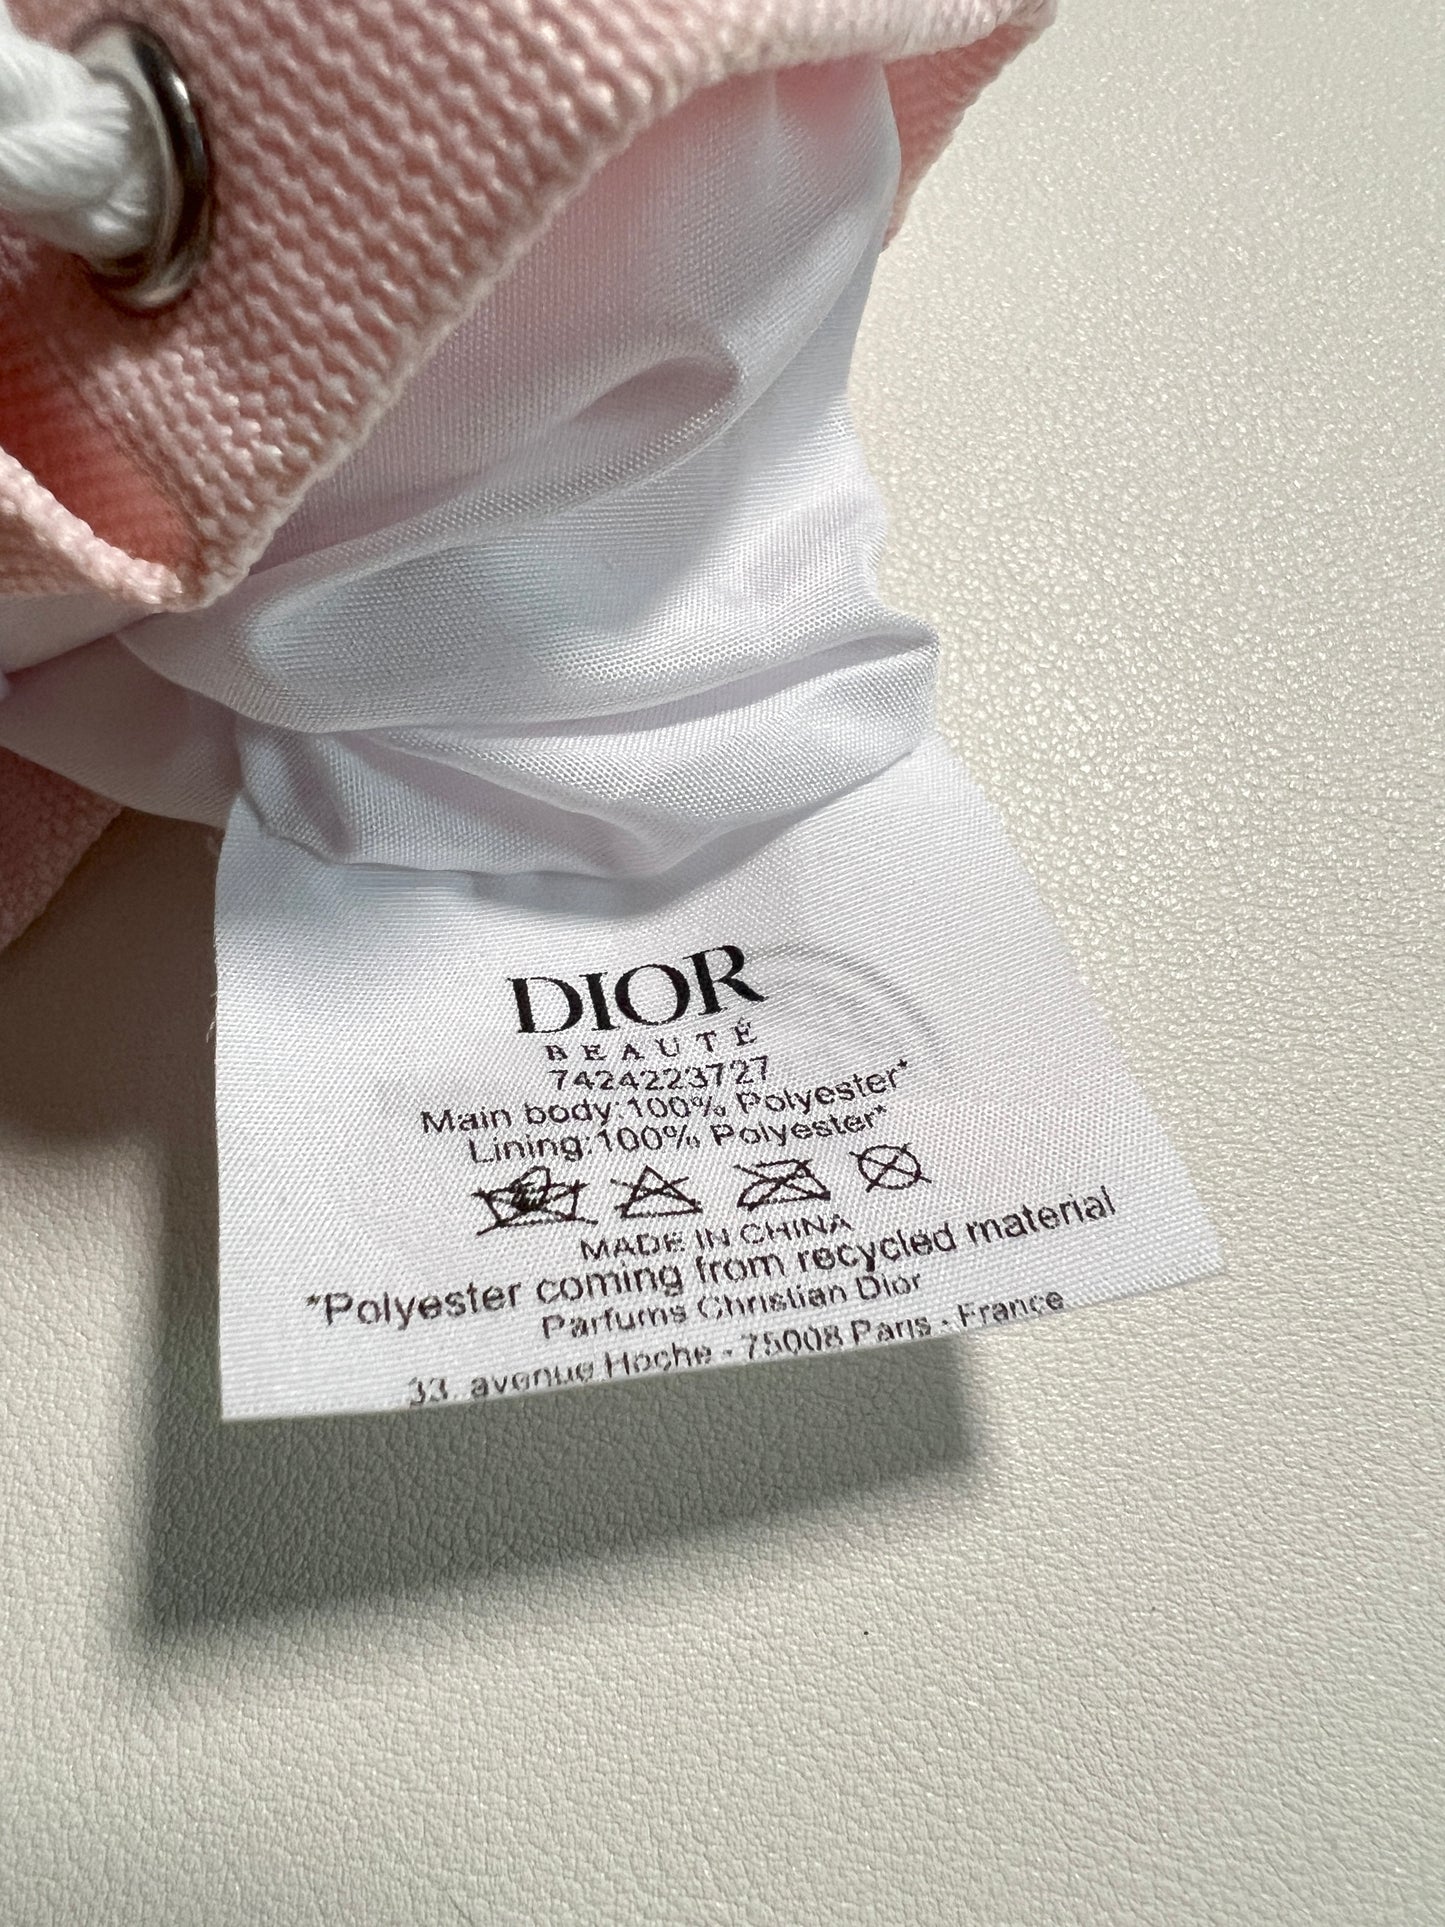 DIOR
BEAUTÉ
7424223727
Main body:100% Polyester*
Lining:100% Polyester*
MADE IN CHINA
*Polyester coming from recycled material
Parfums Christian Dior
33, avenue Hoche - 75008 Paris - France